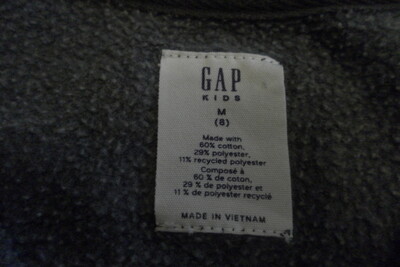 GAP
KIDS
M
(8)
Made with
60% cotton,
29% polyester,
11% recycled polyester
Composé à
60 % de coton,
29 % de polyester et
11 % de polyester recyclé
MADE IN VIETNAM